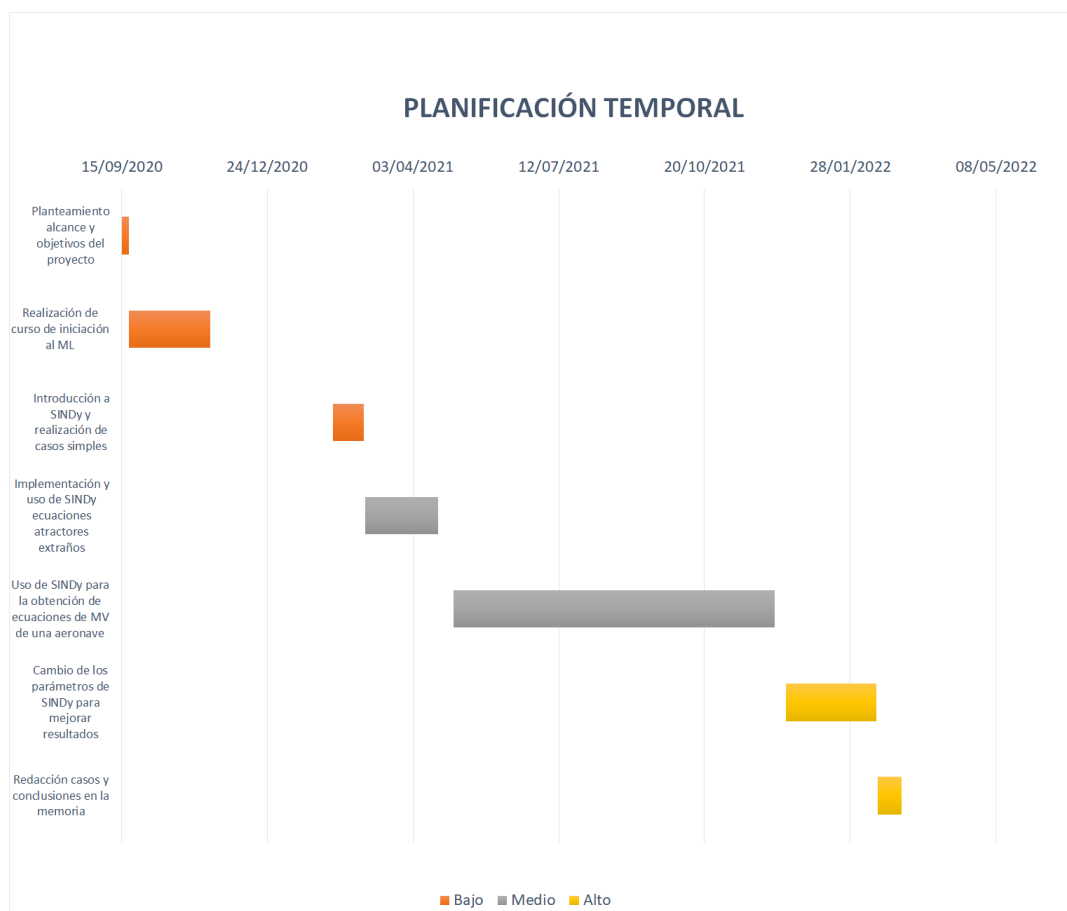 PLANIFICACIÓN TEMPORAL
15/09/2020 24/12/2020 03/04/2021 12/07/2021 20/10/2021 28/01/2022 08/05/2022
Planteamiento
alcance y
objetivos del
proyecto
Realización de
curso de iniciación
al ML
Introducción a
SINDy y
realización de
casos simples
Implementación y
uso de SINDy
ecuaciones
atractores
extraños
Uso de SINDy para
la obtención de
ecuaciones de MV
de una aeronave
Cambio de los
parámetros de
SINDy para
mejorar
resultados
Redacción casos y
conclusiones en la
memoria
Bajo Medio Alto